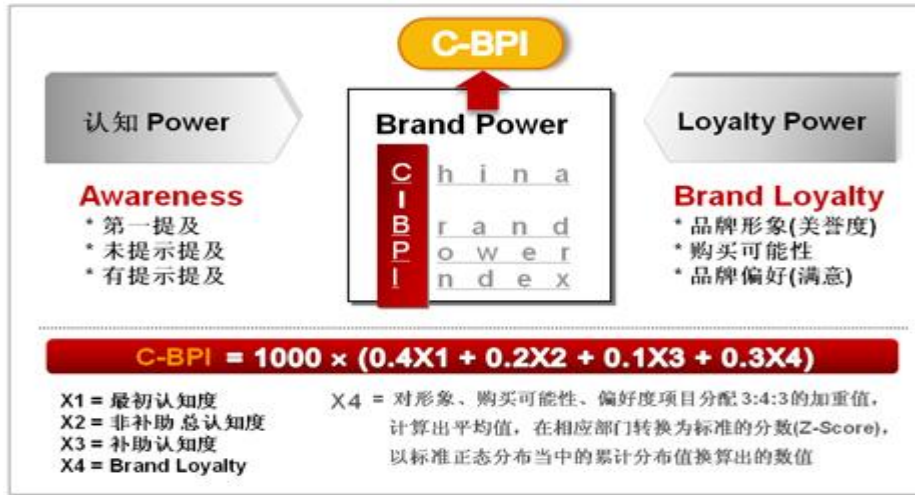 C-BPI
认知 Power
Brand Power
Loyalty Power
China
I
Brand
Power
Index
Awareness
* 第一提及
* 未提示提及
* 有提示提及
Brand Loyalty
* 品牌形象(美誉度)
* 购买可能性
* 品牌偏好(满意)
C-BPI = 1000 × (0.4X1 + 0.2X2 + 0.1X3 + 0.3X4)
X1 = 最初认知度
X2 = 非补助 总认知度
X3 = 补助认知度
X4 = Brand Loyalty
X4 = 对形象、购买可能性、偏好度项目分配 3:4:3的加重值,
计算出平均值，在相应部门转换为标准的分数(Z-Score),
以标准正态分布当中的累计分布值换算出的数值